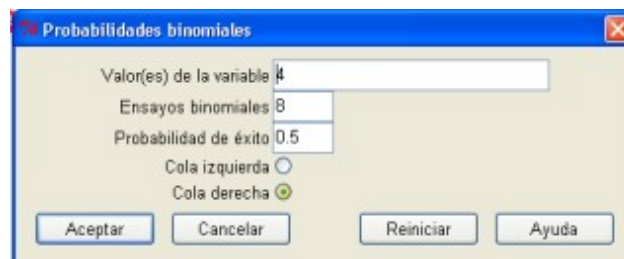 Probabilidades binomiales
Valor(es) de la variable 4
Ensayos binomiales 8
Probabilidad de éxito 0.5
Cola izquierda
Cola derecha
Aceptar Cancelar Reiniciar Ayuda